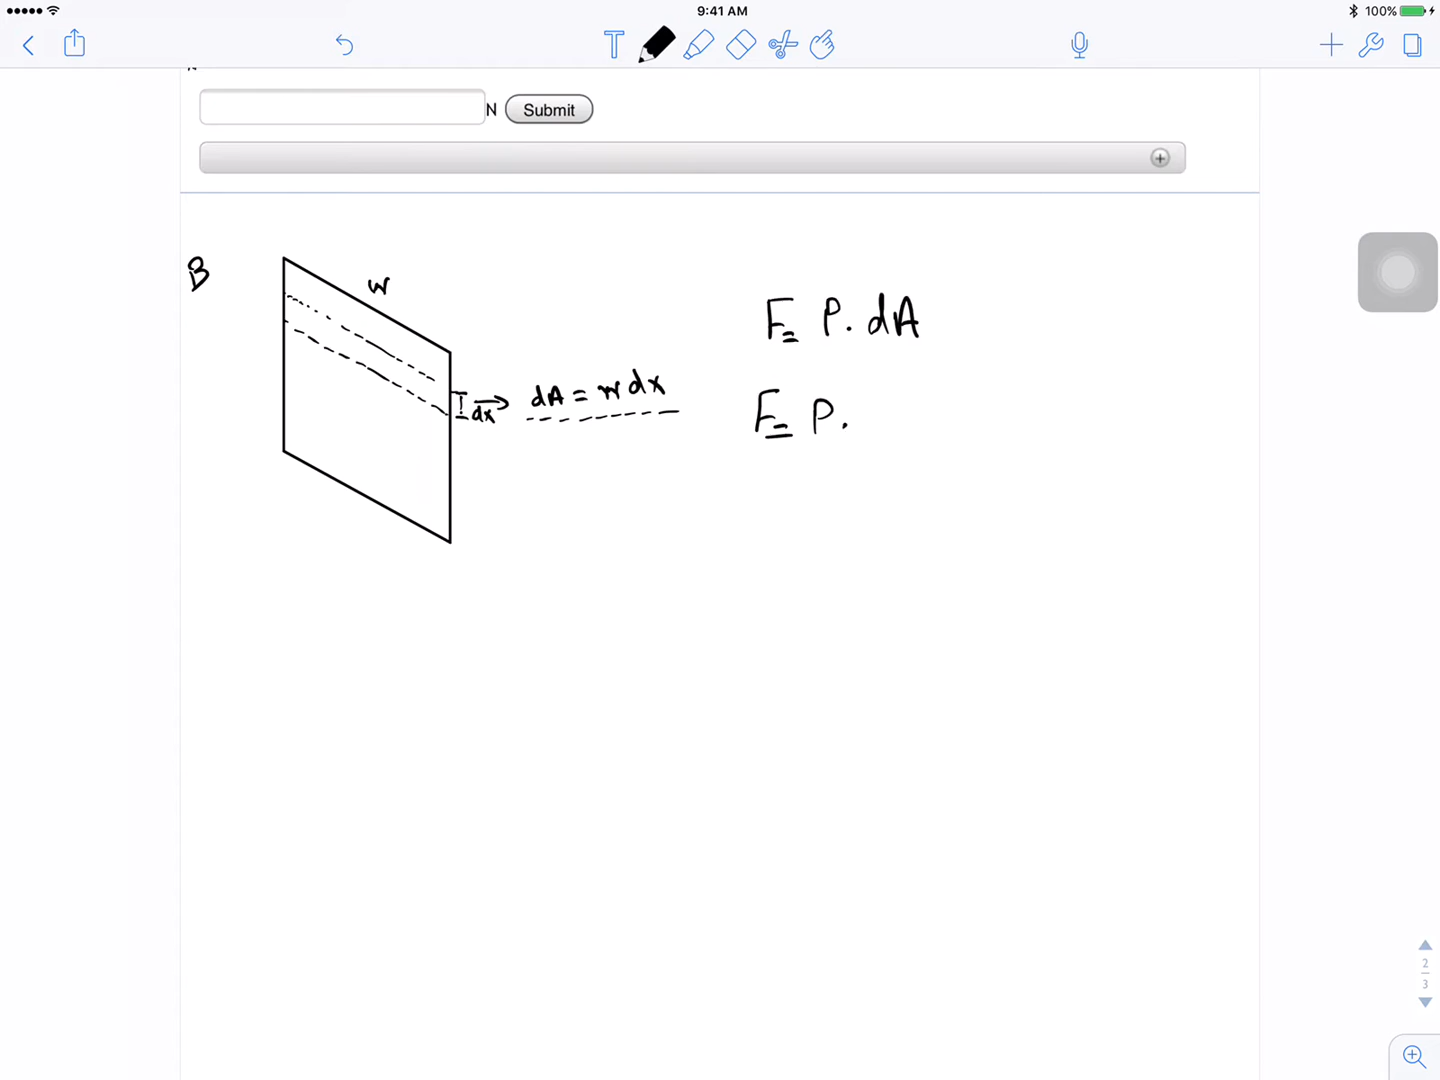 9:41 AM
100%
N Submit
B
w
F= P. dA
dx
dA = w dx
F= P.
2
3